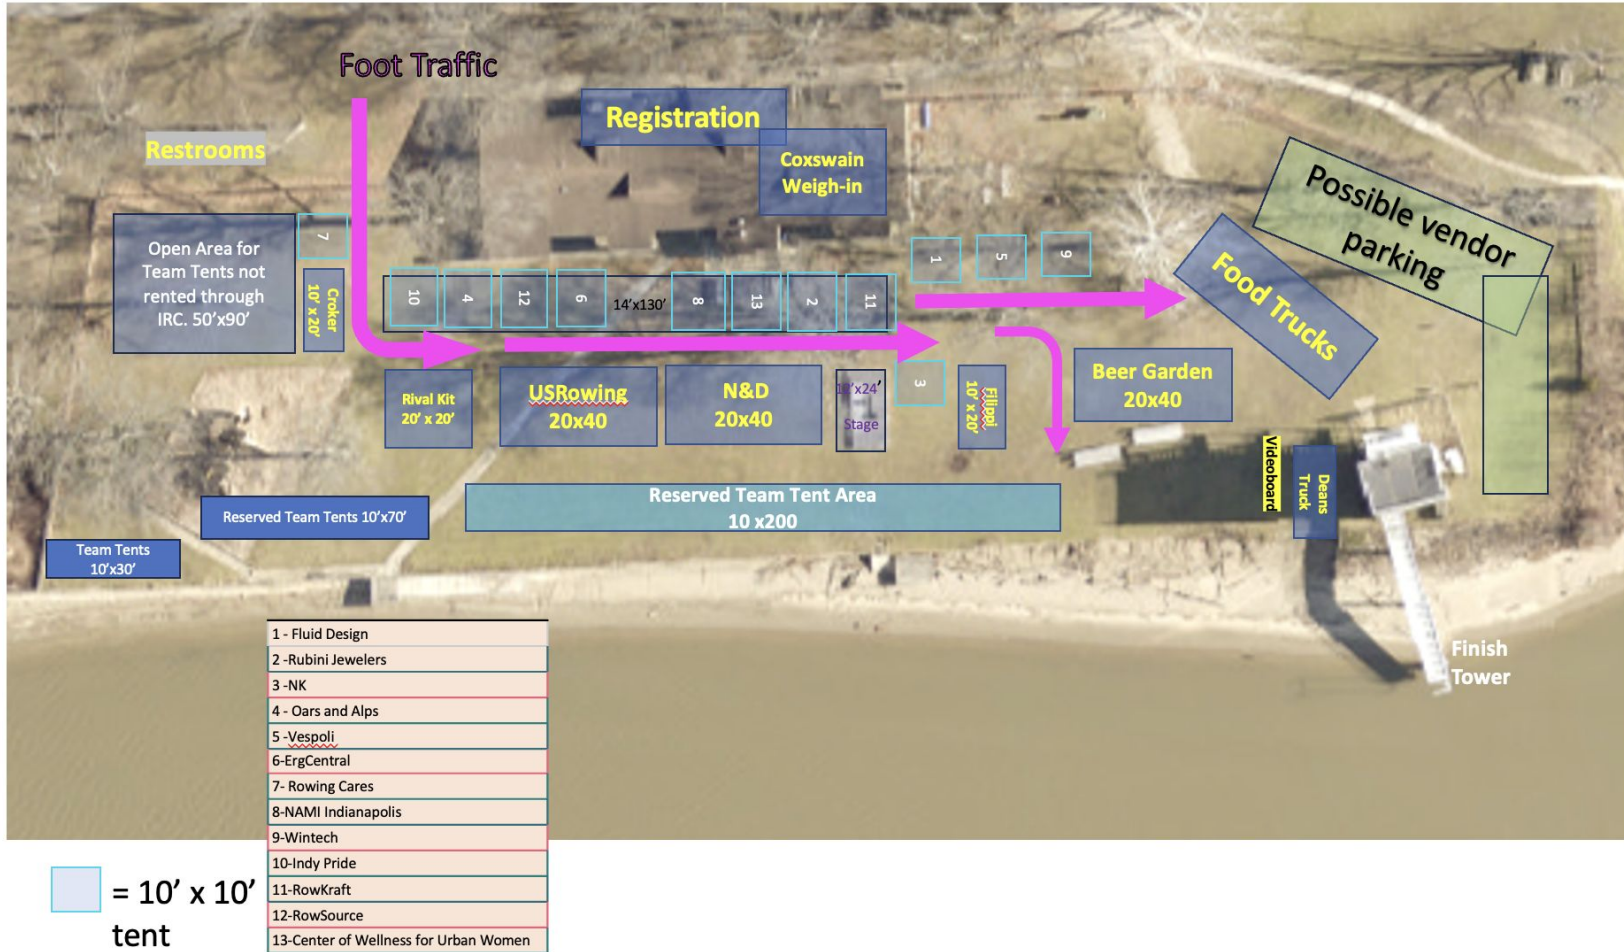 Foot Traffic
Registration
Restrooms
Coxswain
Weigh-in
Possible vendor
parking
Open Area for
Team Tents not
rented through
IRC. 50’x90’
7
Croker
10’ x 20’
10
4
12
6
14’x130’
8
13
2
11
1
5
9
Food Trucks
Rival Kit
20’ x 20’
USRowing
20x40
N&D
20x40
10’x24’
Stage
3
Filippi
10’ x 20’
Beer Garden
20x40
Videoboard
Deans
Truck
Reserved Team Tent Area
10 x200
Reserved Team Tents 10’x70’
Team Tents
10’x30’
Finish
Tower
1 - Fluid Design
2 -Rubini Jewelers
3 -NK
4 - Oars and Alps
5 -Vespoli
6-ErgCentral
7- Rowing Cares
8-NAMI Indianapolis
9-Wintech
10-Indy Pride
11-RowKraft
12-RowSource
13-Center of Wellness for Urban Women
= 10’ x 10’
tent